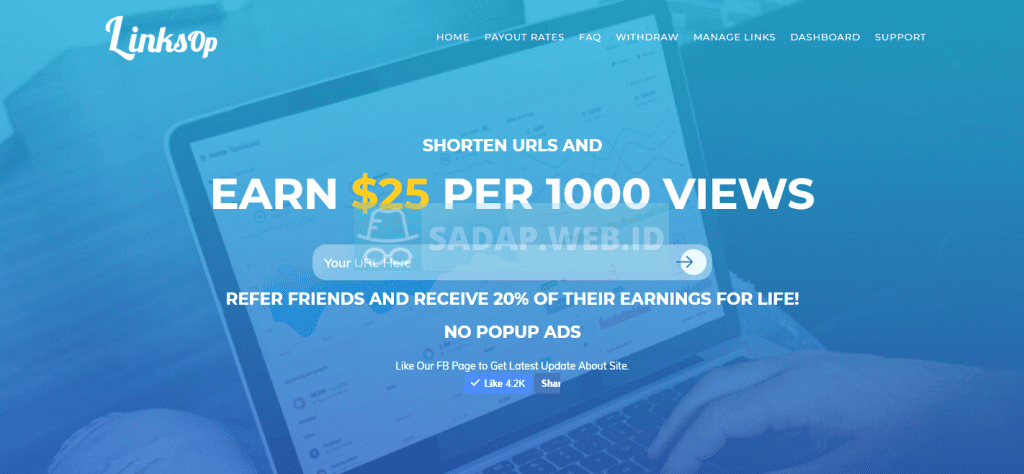 LinksOp
HOME PAYOUT RATES FAQ WITHDRAW MANAGE LINKS DASHBOARD SUPPORT
SHORTEN URLS AND
EARN $25 PER 1000 VIEWS
SADAP.WEB.ID
Your URL Here
REFER FRIENDS AND RECEIVE 20% OF THEIR EARNINGS FOR LIFE!
NO POPUP ADS
Like Our FB Page to Get Latest Update About Site.
Like 4.2K